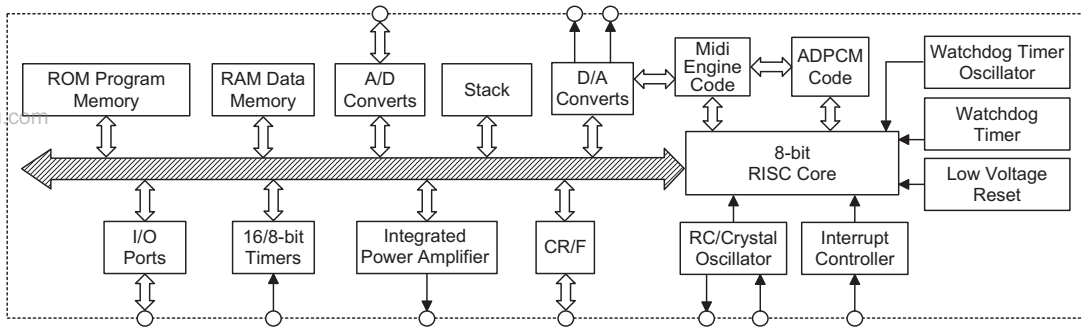 ROM Program
Memory
RAM Data
Memory
A/D
Converts
Stack
D/A
Converts
Midi
Engine
Code
ADPCM
Code
Watchdog Timer
Oscillator
Watchdog
Timer
Low Voltage
Reset
8-bit
RISC Core
I/O
Ports
16/8-bit
Timers
Integrated
Power Amplifier
CR/F
RC/Crystal
Oscillator
Interrupt
Controller